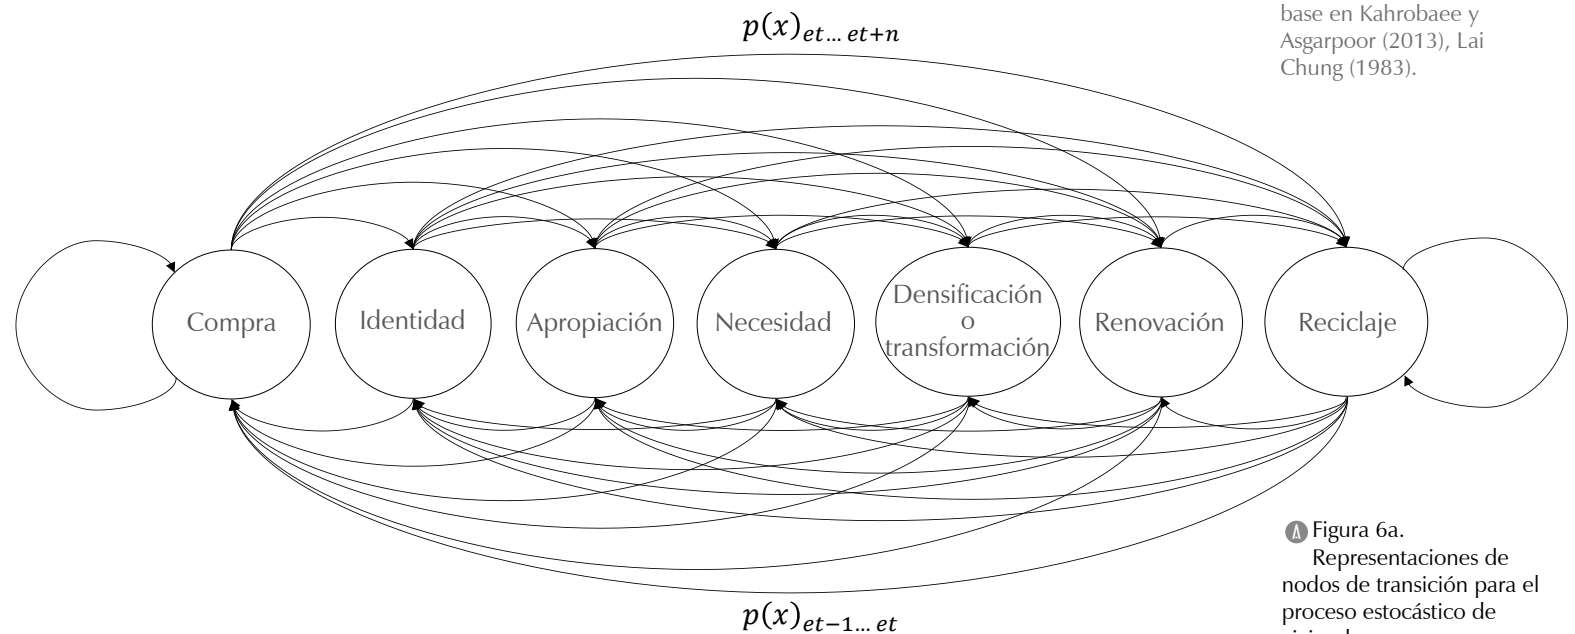 base en Kahrobaee y
Asgarpoor (2013), Lai
Chung (1983).
p(x)et... et+n
Compra
Identidad
Apropiación
Necesidad
Densificación
o
transformación
Renovación
Reciclaje
p(x)et−1... et
Figura 6a.
Representaciones de
nodos de transición para el
proceso estocástico de